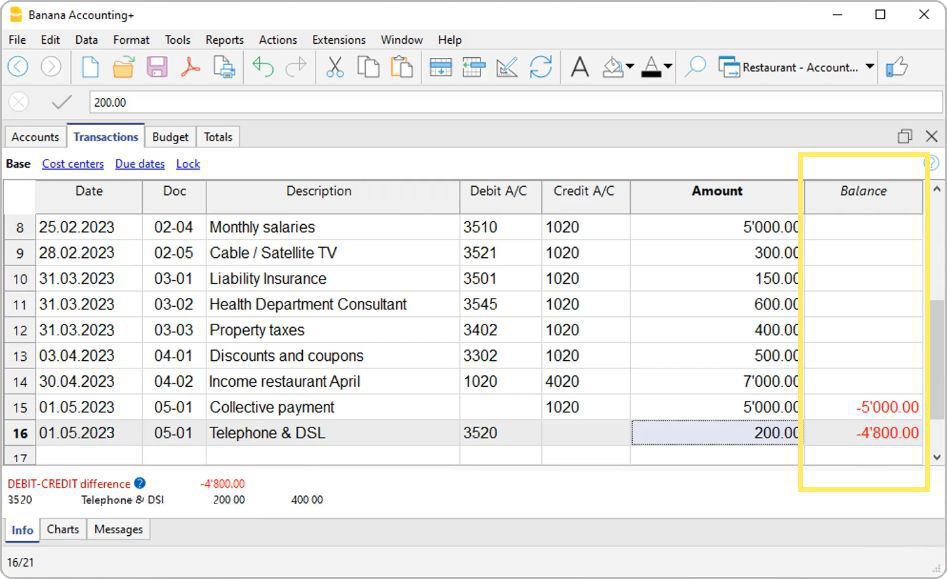 Banana Accounting+
File Edit Data Format Tools Reports Actions Extensions Window Help
Restaurant - Account...
200.00
Accounts Transactions Budget Totals
Base Cost centers Due dates Lock
Date Doc Description Debit A/C Credit A/C Amount Balance
8 25.02.2023 02-04 Monthly salaries 3510 1020 5'000.00
9 28.02.2023 02-05 Cable / Satellite TV 3521 1020 300.00
10 31.03.2023 03-01 Liability Insurance 3501 1020 150.00
11 31.03.2023 03-02 Health Department Consultant 3545 1020 600.00
12 31.03.2023 03-03 Property taxes 3402 1020 400.00
13 03.04.2023 04-01 Discounts and coupons 3302 1020 500.00
14 30.04.2023 04-02 Income restaurant April 1020 4020 7'000.00
15 01.05.2023 05-01 Collective payment 1020 5'000.00 -5'000.00
16 01.05.2023 05-01 Telephone & DSL 3520 200.00 -4'800.00
17
DEBIT-CREDIT difference ? -4'800.00
3520 Telephone & DSI 200 00 400 00
Info Charts Messages
16/21